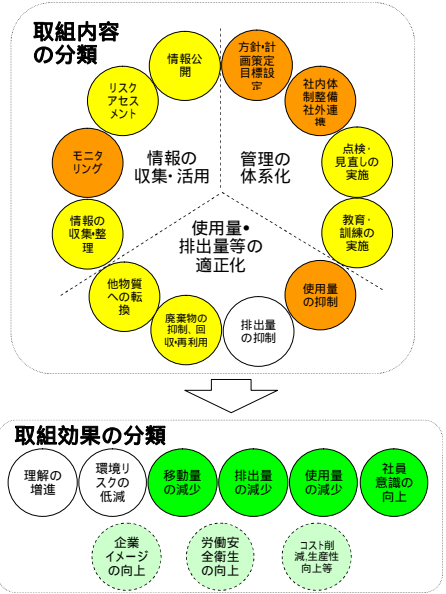 取組内容
の分類
情報公
開
方針・計
画策定
目標設
定
リスク
アセス
メント
社内体
制整備
社外連
携
モニタ
リング
情報の
収集・活用
管理の
体系化
点検・
見直しの
実施
情報の
収集・整
理
使用量・
排出量等の
適正化
教育・
訓練の
実施
他物質
への転
換
廃棄物の
抑制、回
収・再利用
排出量
の抑制
使用量
の抑制
取組効果の分類
理解の
増進
環境リ
スクの
低減
移動量
の減少
排出量
の減少
使用量
の減少
社員
意識の
向上
企業
イメージ
の向上
労働安
全衛生
の向上
コスト削
減、生産性
向上等